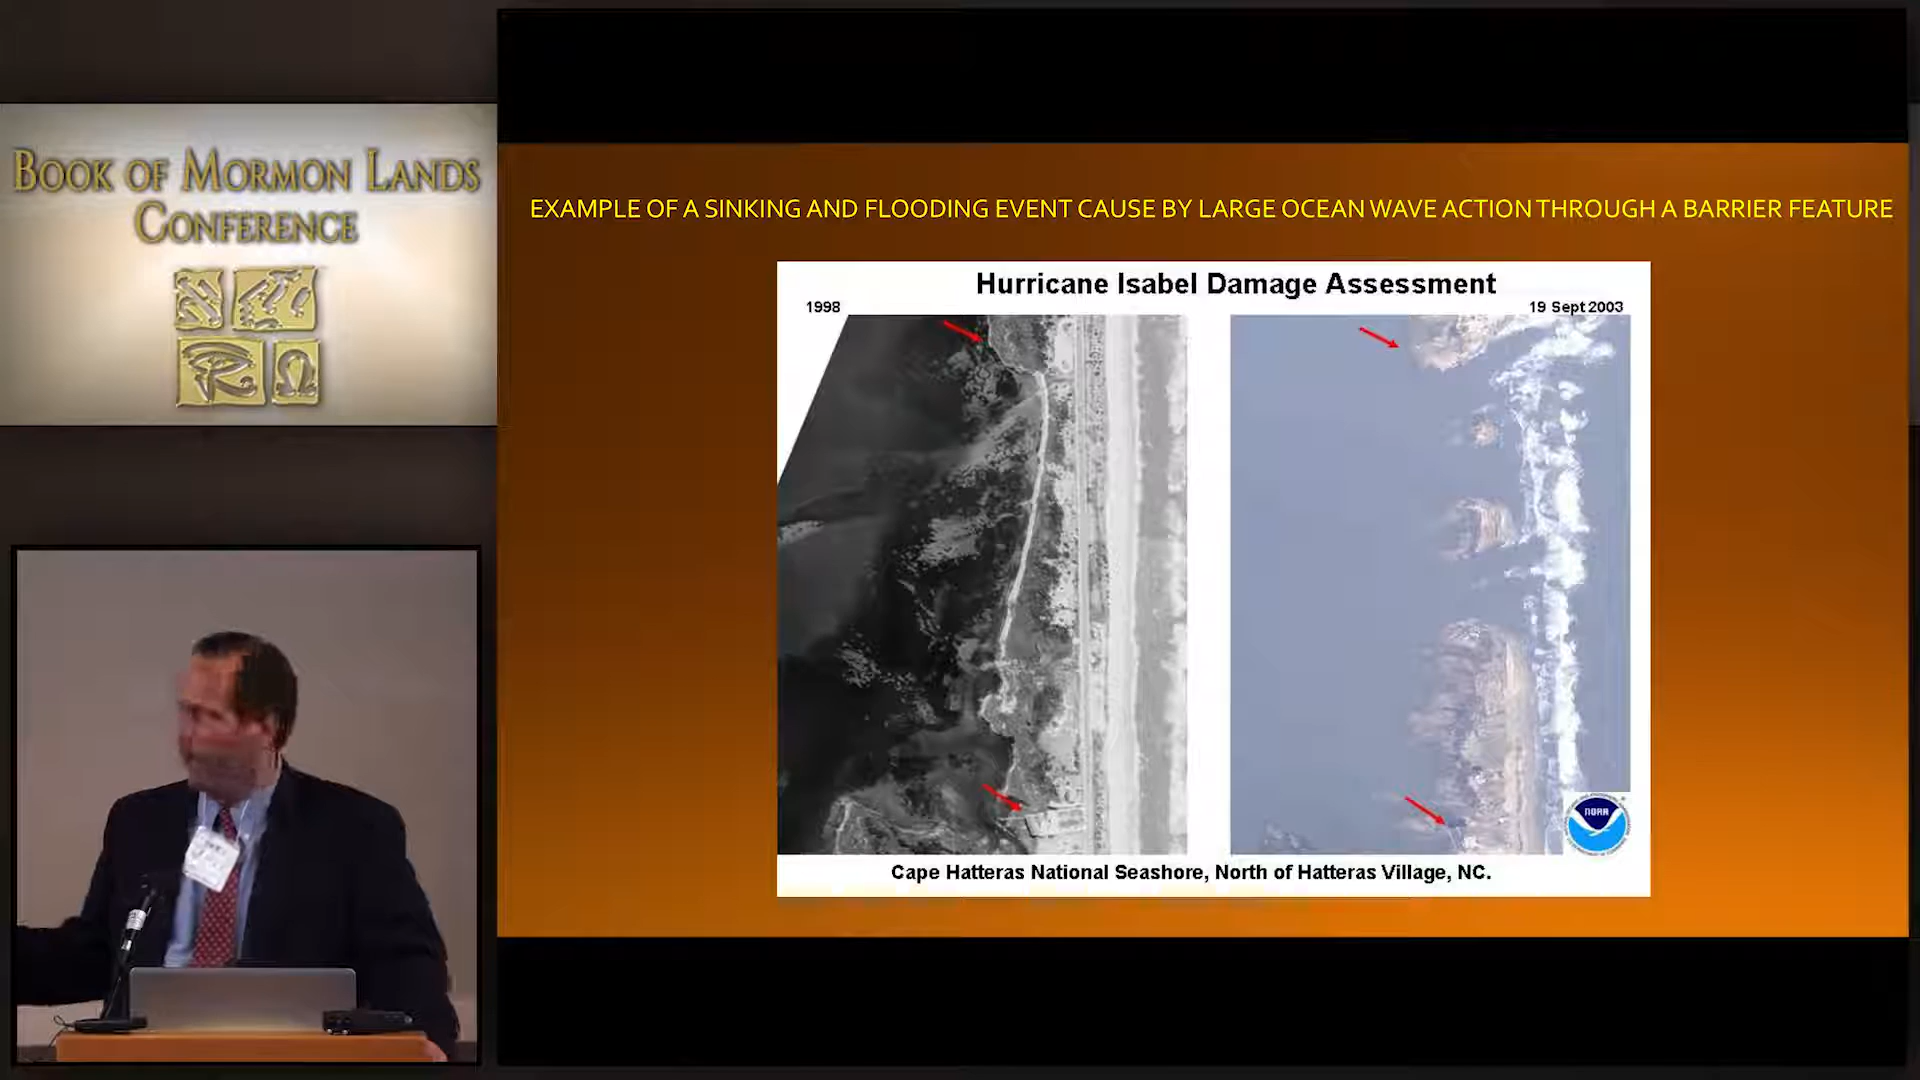 BOOK OF MORMON LANDS
CONFERENCE
EXAMPLE OF A SINKING AND FLOODING EVENT CAUSE BY LARGE OCEAN WAVE ACTION THROUGH A BARRIER FEATURE
Hurricane Isabel Damage Assessment
1998
19 Sept 2003
NOAA
Cape Hatteras National Seashore, North of Hatteras Village, NC.